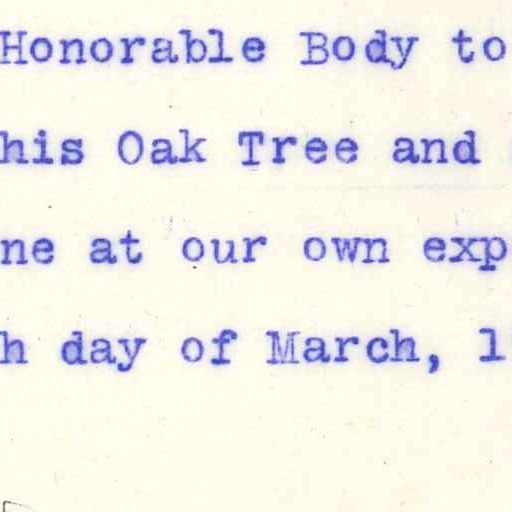 Honorable Body to
his Oak Tree and
ne at our own exp
h day of March, 1